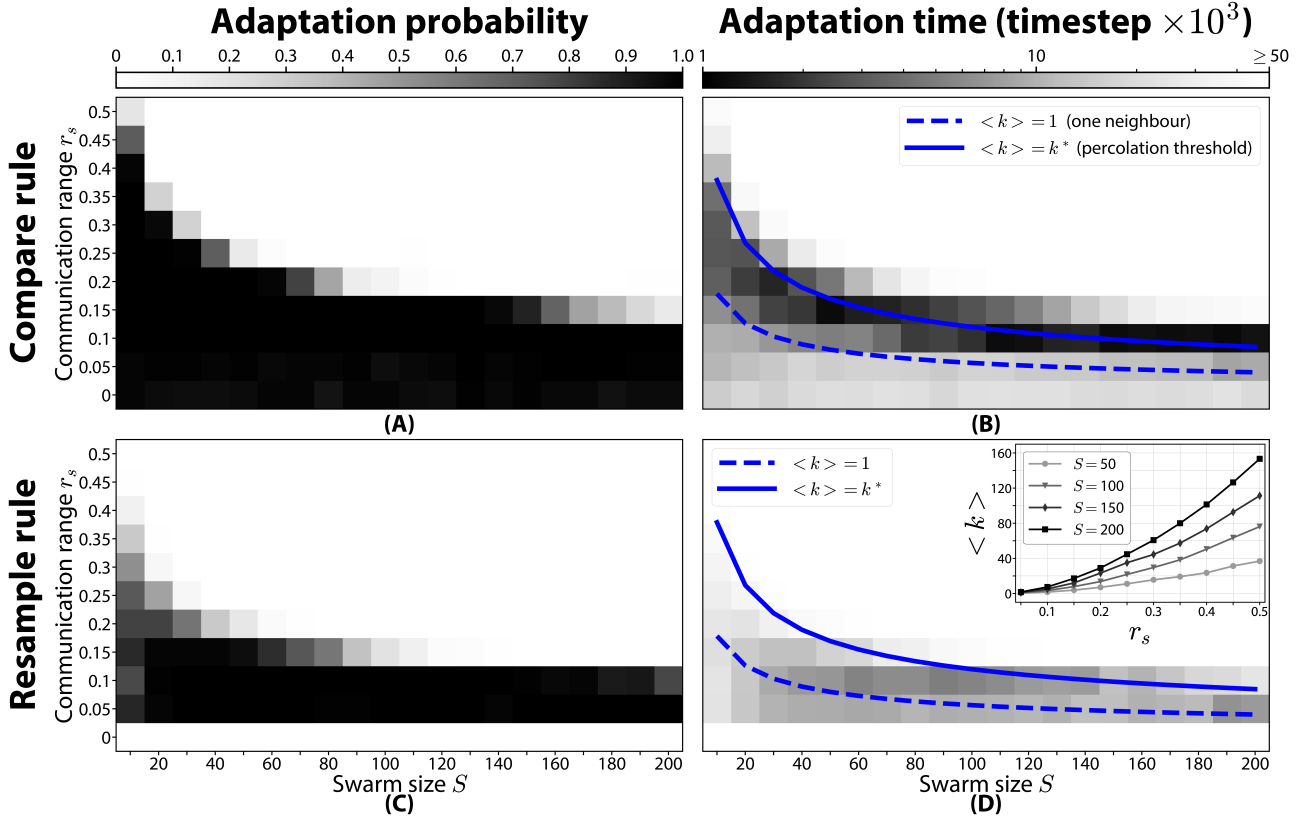 Adaptation probability
Adaptation time (timestep ×10³)
0 0.1 0.2 0.3 0.4 0.5 0.6 0.7 0.8 0.9 1.0
1 10 ≥50
Compare rule
Communication range r_s
0.5
0.45
0.4
0.35
0.3
0.25
0.2
0.15
0.1
0.05
0
<k> = 1 (one neighbour)
<k> = k* (percolation threshold)
(A)
(B)
Resample rule
Communication range r_s
0.5
0.45
0.4
0.35
0.3
0.25
0.2
0.15
0.1
0.05
0
20 40 60 80 100 120 140 160 180 200
Swarm size S
(C)
<k> = 1
<k> = k*
<k>
160
120
80
40
0
S = 50
S = 100
S = 150
S = 200
0.1 0.2 0.3 0.4 0.5
r_s
20 40 60 80 100 120 140 160 180 200
Swarm size S
(D)